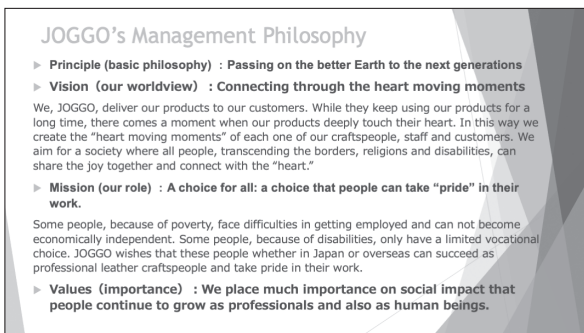 JOGGO's Management Philosophy
▶ Principle (basic philosophy) : Passing on the better Earth to the next generations
▶ Vision (our worldview) : Connecting through the heart moving moments
We, JOGGO, deliver our products to our customers. While they keep using our products for a
long time, there comes a moment when our products deeply touch their heart. In this way we
create the “heart moving moments” of each one of our craftspeople, staff and customers. We
aim for a society where all people, transcending the borders, religions and disabilities, can
share the joy together and connect with the “heart.”
▶ Mission (our role) : A choice for all: a choice that people can take “pride” in their
work.
Some people, because of poverty, face difficulties in getting employed and can not become
economically independent. Some people, because of disabilities, only have a limited vocational
choice. JOGGO wishes that these people whether in Japan or overseas can succeed as
professional leather craftspeople and take pride in their work.
▶ Values (importance) : We place much importance on social impact that
people continue to grow as professionals and also as human beings.